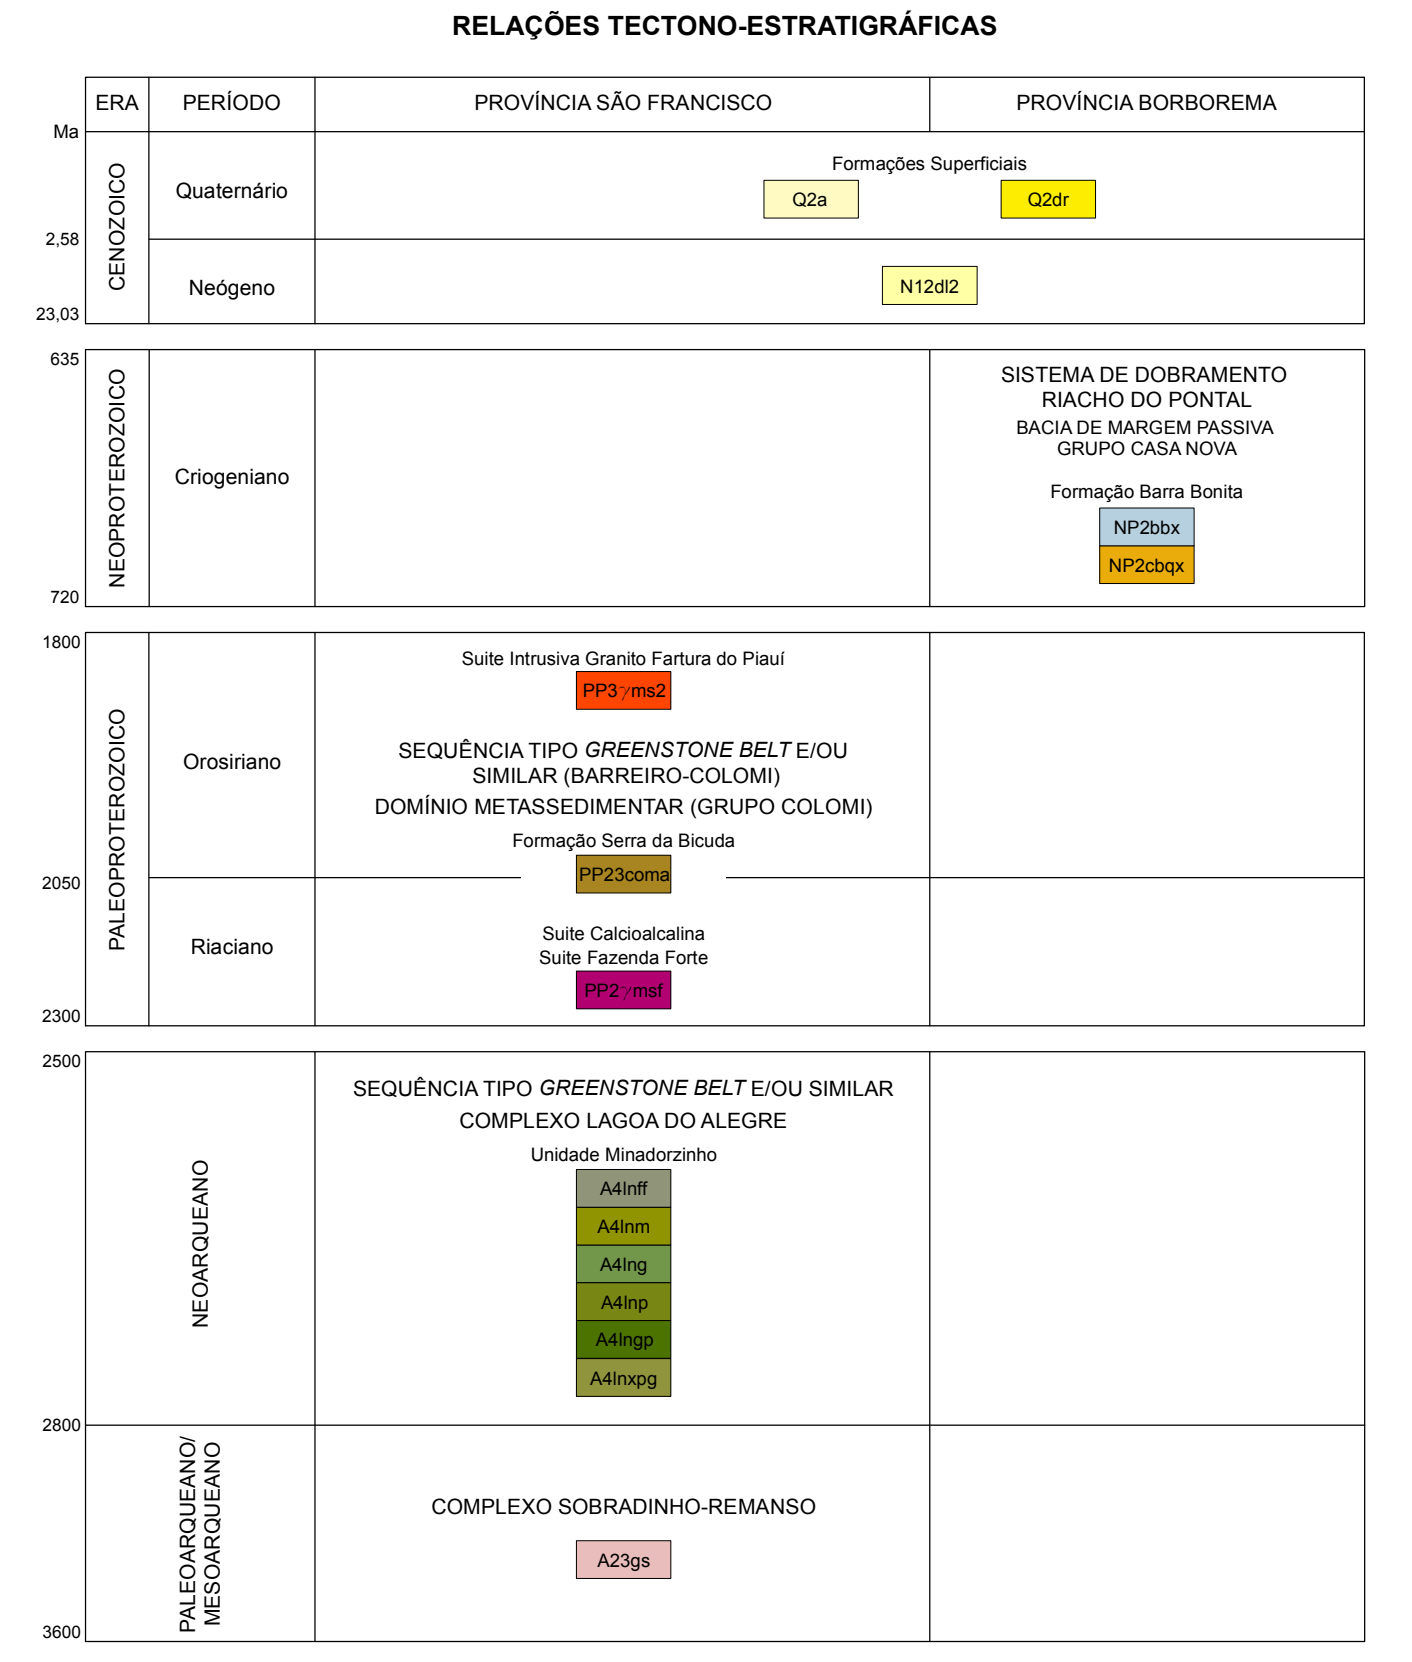 RELAÇÕES TECTONO-ESTRATIGRÁFICAS
ERA
PERÍODO
PROVÍNCIA SÃO FRANCISCO
PROVÍNCIA BORBOREMA
Ma
CENOZOICO
Quaternário
Formações Superficiais
Q2a
Q2dr
2,58
Neógeno
N12dl2
23,03
635
NEOPROTEROZOICO
Criogeniano
SISTEMA DE DOBRAMENTO
RIACHO DO PONTAL
BACIA DE MARGEM PASSIVA
GRUPO CASA NOVA
Formação Barra Bonita
NP2bbx
NP2cbqx
720
1800
PALEOPROTEROZOICO
Orosiriano
Suite Intrusiva Granito Fartura do Piauí
PP3γms2
SEQUÊNCIA TIPO GREENSTONE BELT E/OU
SIMILAR (BARREIRO-COLOMI)
DOMÍNIO METASSEDIMENTAR (GRUPO COLOMI)
Formação Serra da Bicuda
PP23coma
2050
Riaciano
Suite Calcioalcalina
Suite Fazenda Forte
PP2γmsf
2300
2500
NEOARQUEANO
SEQUÊNCIA TIPO GREENSTONE BELT E/OU SIMILAR
COMPLEXO LAGOA DO ALEGRE
Unidade Minadorzinho
A4lnff
A4lnm
A4lng
A4lnp
A4lngp
A4lnxpg
2800
PALEOARQUEANO/
MESOARQUEANO
COMPLEXO SOBRADINHO-REMANSO
A23gs
3600